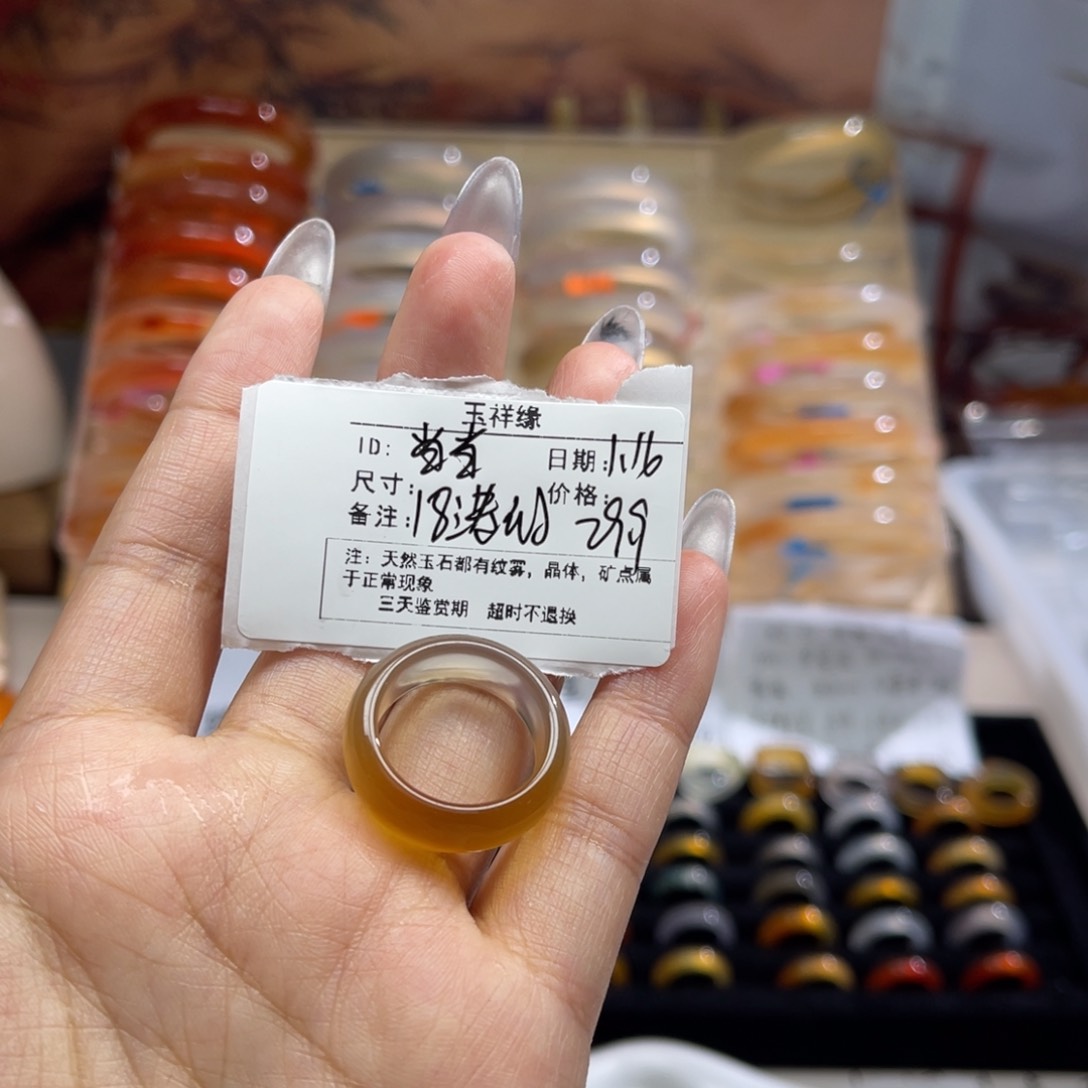 玉祥缘
ID: 日期: 1.16
尺寸: 价格:
备注: 18 299
注：天然玉石都有纹雾，晶体，矿点属
于正常现象
三天鉴赏期 超时不退换